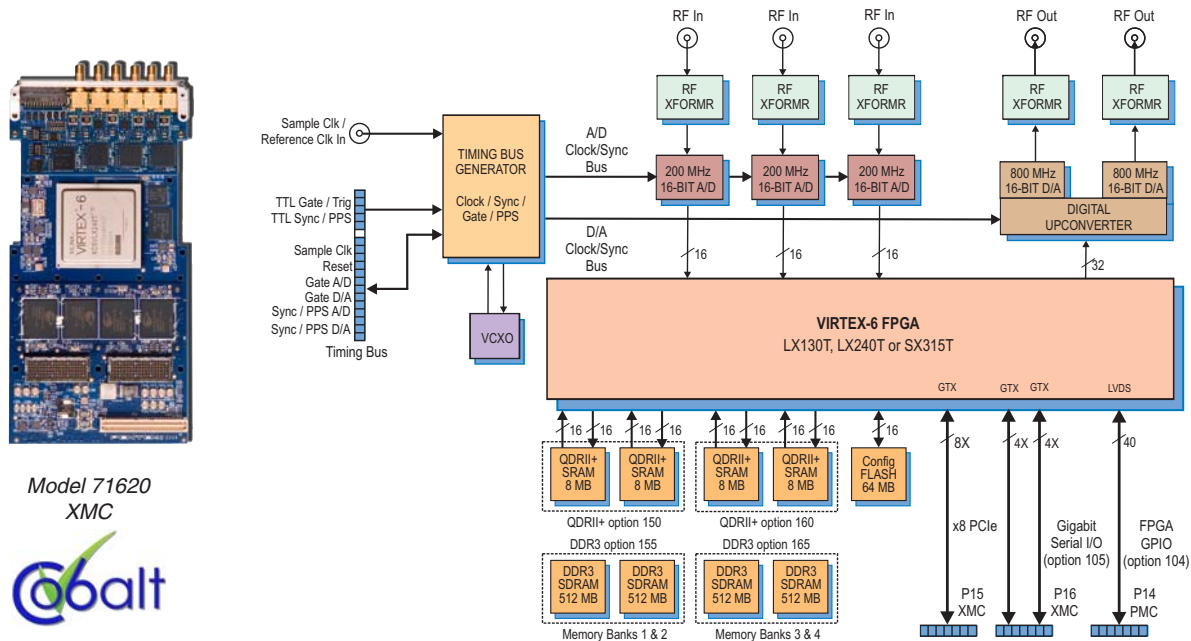 RF In
RF In
RF In
RF Out
RF Out
RF
XFORMR
RF
XFORMR
RF
XFORMR
RF
XFORMR
RF
XFORMR
Sample Clk /
Reference Clk In
TIMING BUS
GENERATOR
Clock / Sync /
Gate / PPS
A/D
Clock/Sync
Bus
200 MHz
16-BIT A/D
200 MHz
16-BIT A/D
200 MHz
16-BIT A/D
800 MHz
16-BIT D/A
800 MHz
16-BIT D/A
DIGITAL
UPCONVERTER
TTL Gate / Trig
TTL Sync / PPS
Sample Clk
Reset
Gate A/D
Gate D/A
Sync / PPS A/D
Sync / PPS D/A
Timing Bus
D/A
Clock/Sync
Bus
16
16
16
32
VCXO
VIRTEX-6
VIRTEX-6 FPGA
LX130T, LX240T or SX315T
GTX
GTX
GTX
LVDS
16
16
16
16
16
16
16
16
16
8X
4X
4X
40
QDRII+
SRAM
8 MB
QDRII+
SRAM
8 MB
QDRII+
SRAM
8 MB
QDRII+
SRAM
8 MB
Config
FLASH
64 MB
QDRII+ option 150
QDRII+ option 160
DDR3 option 155
DDR3 option 165
DDR3
SDRAM
512 MB
DDR3
SDRAM
512 MB
DDR3
SDRAM
512 MB
DDR3
SDRAM
512 MB
Memory Banks 1 & 2
Memory Banks 3 & 4
x8 PCIe
Gigabit
Serial I/O
(option 105)
FPGA
GPIO
(option 104)
P15
XMC
P16
XMC
P14
PMC
Model 71620
XMC
Cobalt